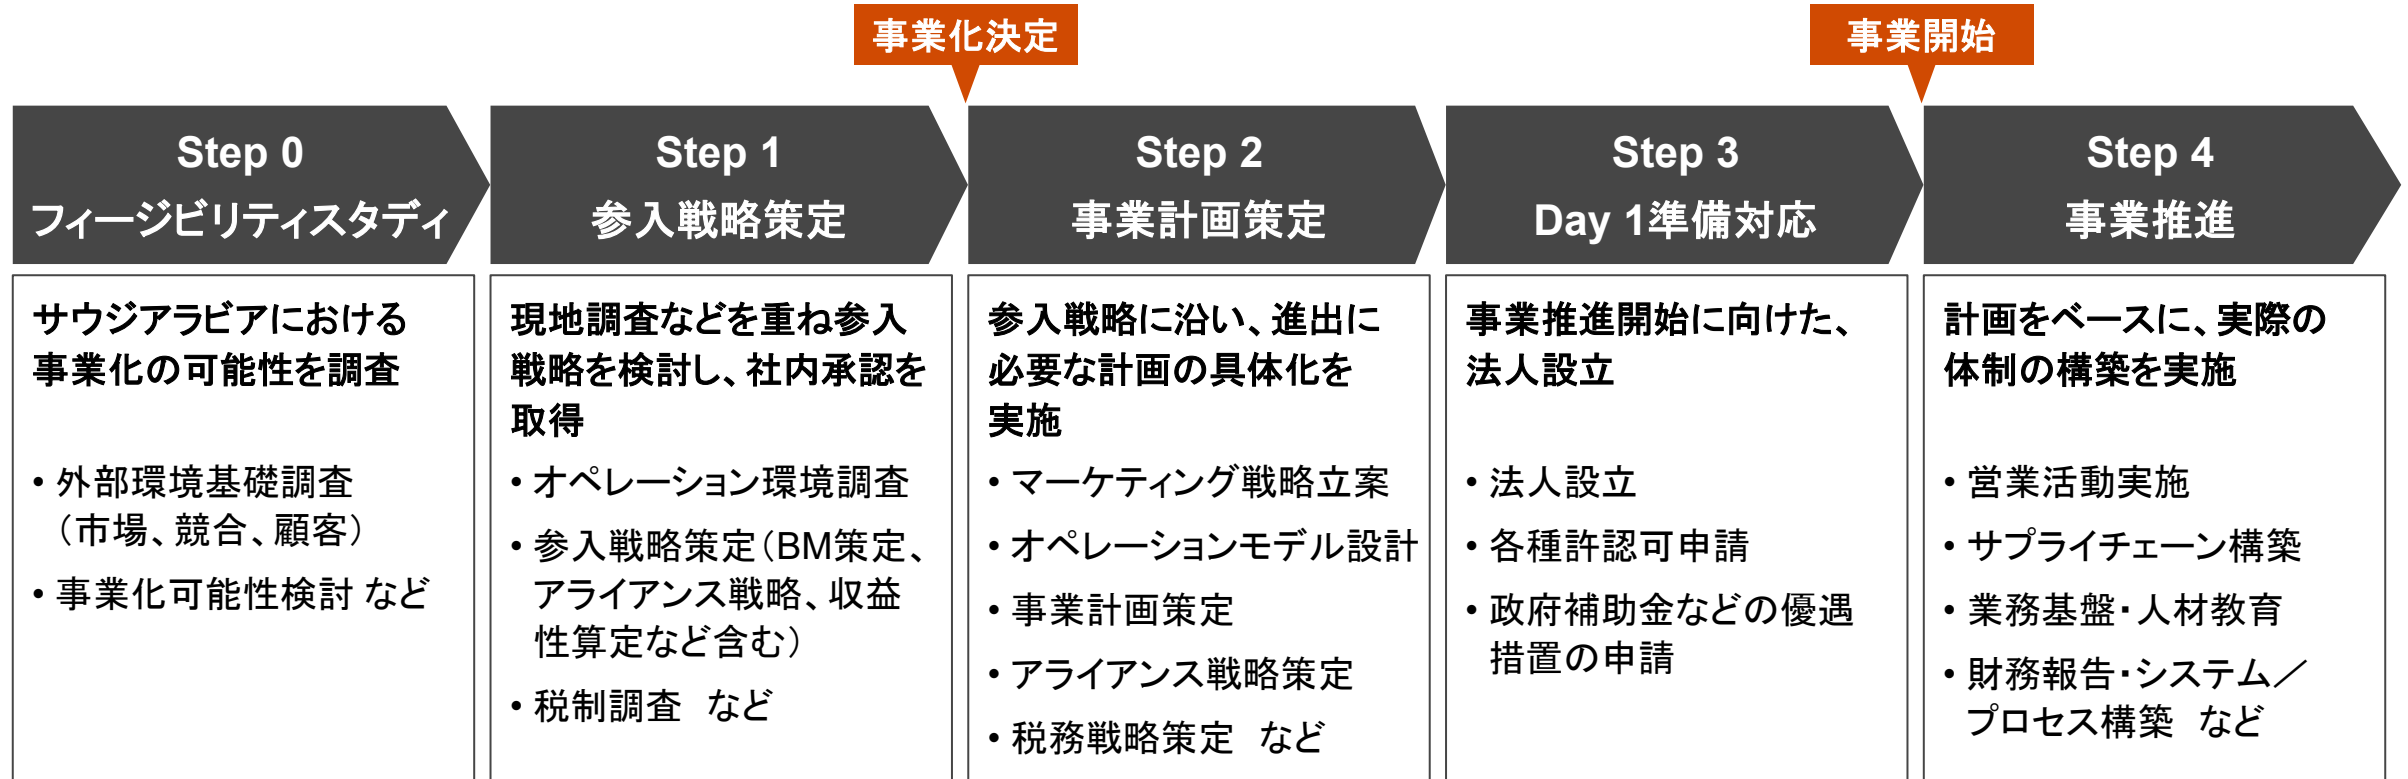 事業化決定
事業開始
Step 0
フィージビリティスタディ
サウジアラビアにおける
事業化の可能性を調査
• 外部環境基礎調査
（市場、競合、顧客）
• 事業化可能性検討 など
Step 1
参入戦略策定
現地調査などを重ね参入
戦略を検討し、社内承認を
取得
• オペレーション環境調査
• 参入戦略策定（BM策定、
アライアンス戦略、収益
性算定など含む）
• 税制調査　など
Step 2
事業計画策定
参入戦略に沿い、進出に
必要な計画の具体化を
実施
• マーケティング戦略立案
• オペレーションモデル設計
• 事業計画策定
• アライアンス戦略策定
• 税務戦略策定　など
Step 3
Day 1準備対応
事業推進開始に向けた、
法人設立
• 法人設立
• 各種許認可申請
• 政府補助金などの優遇
措置の申請
Step 4
事業推進
計画をベースに、実際の
体制の構築を実施
• 営業活動実施
• サプライチェーン構築
• 業務基盤・人材教育
• 財務報告・システム／
プロセス構築　など